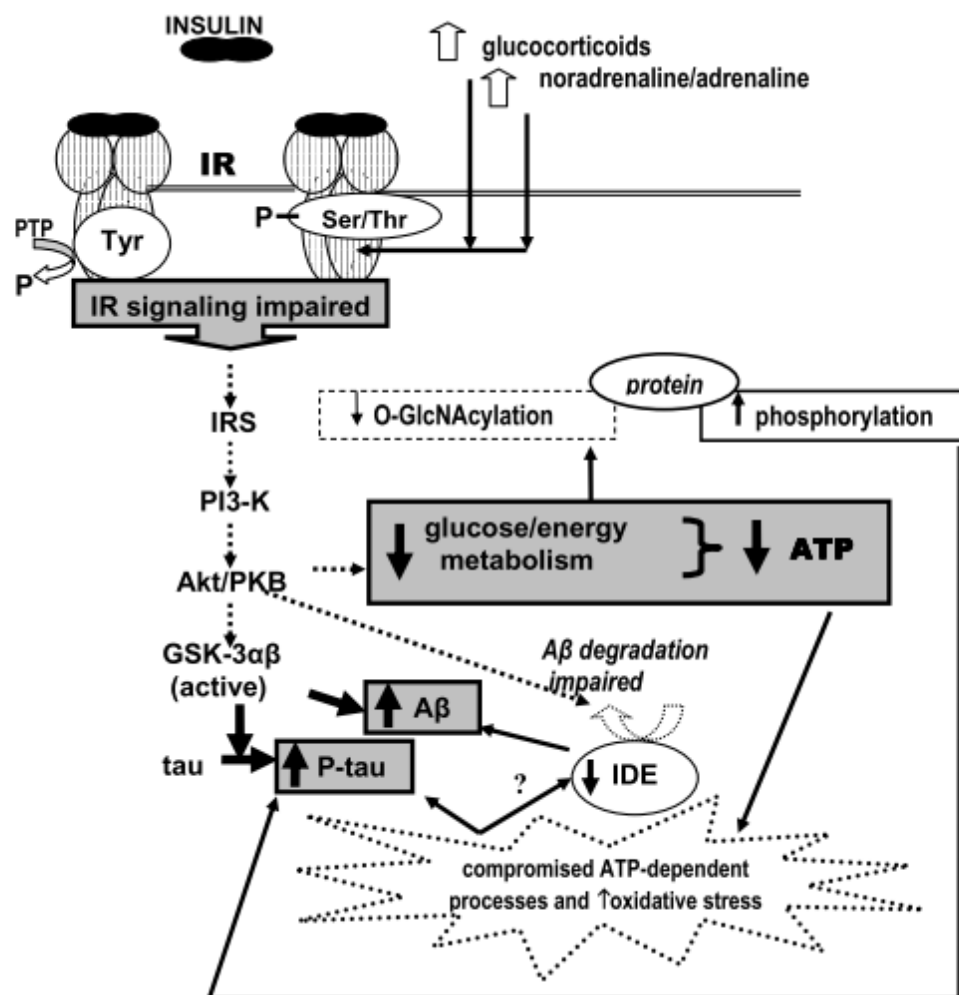 INSULIN
glucocorticoids
noradrenaline/adrenaline
IR
PTP
Tyr
P
P
Ser/Thr
IR signaling impaired
protein
↓ O-GlcNAcylation
↑ phosphorylation
IRS
PI3-K
↓ glucose/energy
metabolism
} ↓ ATP
Akt/PKB
GSK-3αβ
(active)
Aβ degradation
impaired
↑ Aβ
tau
↑ P-tau
?
↓ IDE
compromised ATP-dependent
processes and ↑oxidative stress